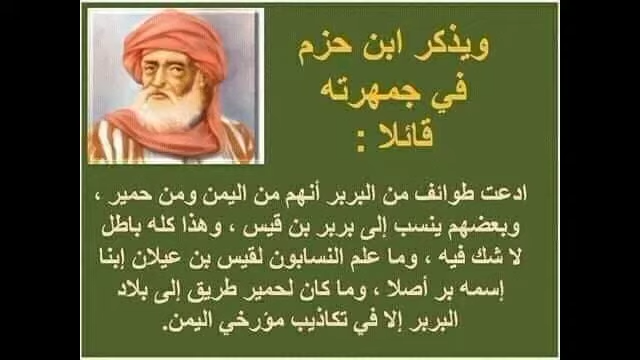 ويذكر ابن حزم
في جمهرته
قائلا :
ادعت طوائف من البربر أنهم من اليمن ومن حمير ،
وبعضهم ينسب إلى بربر بن قيس ، وهذا كله باطل
لا شك فيه ، وما علم النسابون لقيس بن عيلان إبنا
إسمه بر أصلا ، وما كان لحمير طريق إلى بلاد
البربر إلا في تكاذيب مؤرخي اليمن.